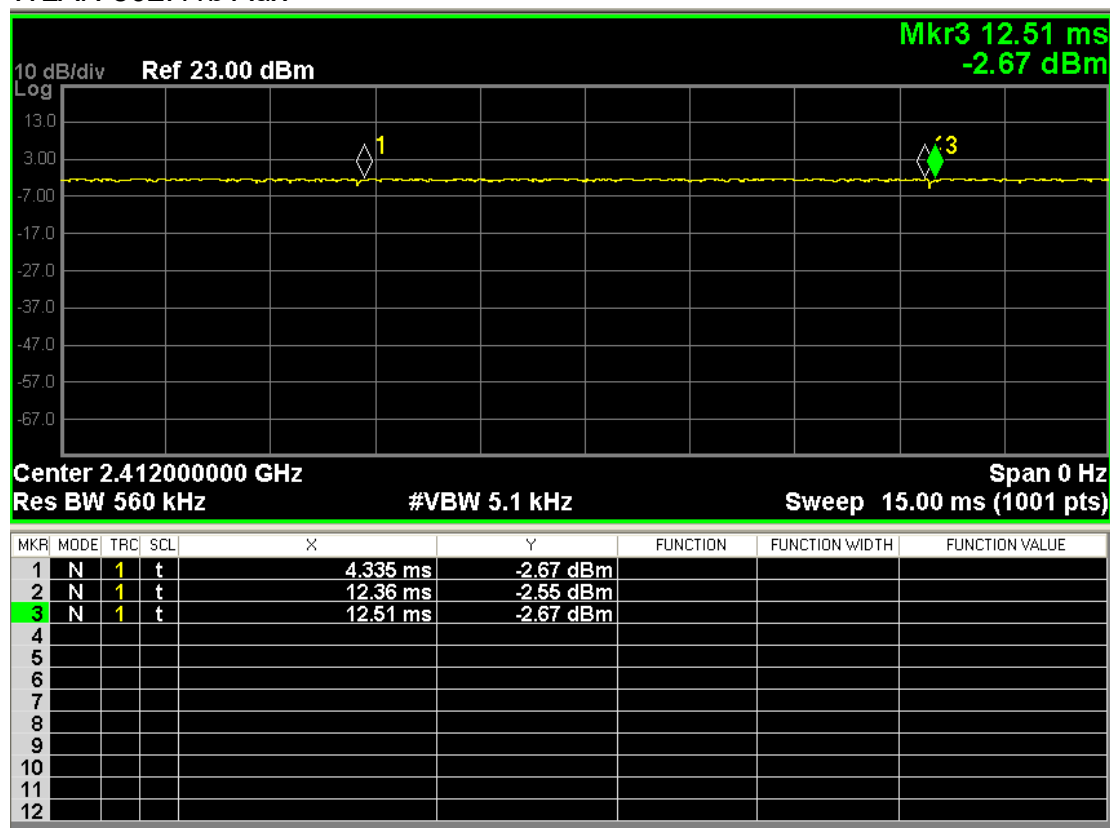 Mkr3 12.51 ms
10 dB/div Ref 23.00 dBm -2.67 dBm
Log
13.0
3.00
-7.00
-17.0
-27.0
-37.0
-47.0
-57.0
-67.0
1
3
Center 2.412000000 GHz Span 0 Hz
Res BW 560 kHz #VBW 5.1 kHz Sweep 15.00 ms (1001 pts)
MKR MODE TRC SCL X Y FUNCTION FUNCTION WIDTH FUNCTION VALUE
1 N 1 t 4.335 ms -2.67 dBm
2 N 1 t 12.36 ms -2.55 dBm
3 N 1 t 12.51 ms -2.67 dBm
4
5
6
7
8
9
10
11
12